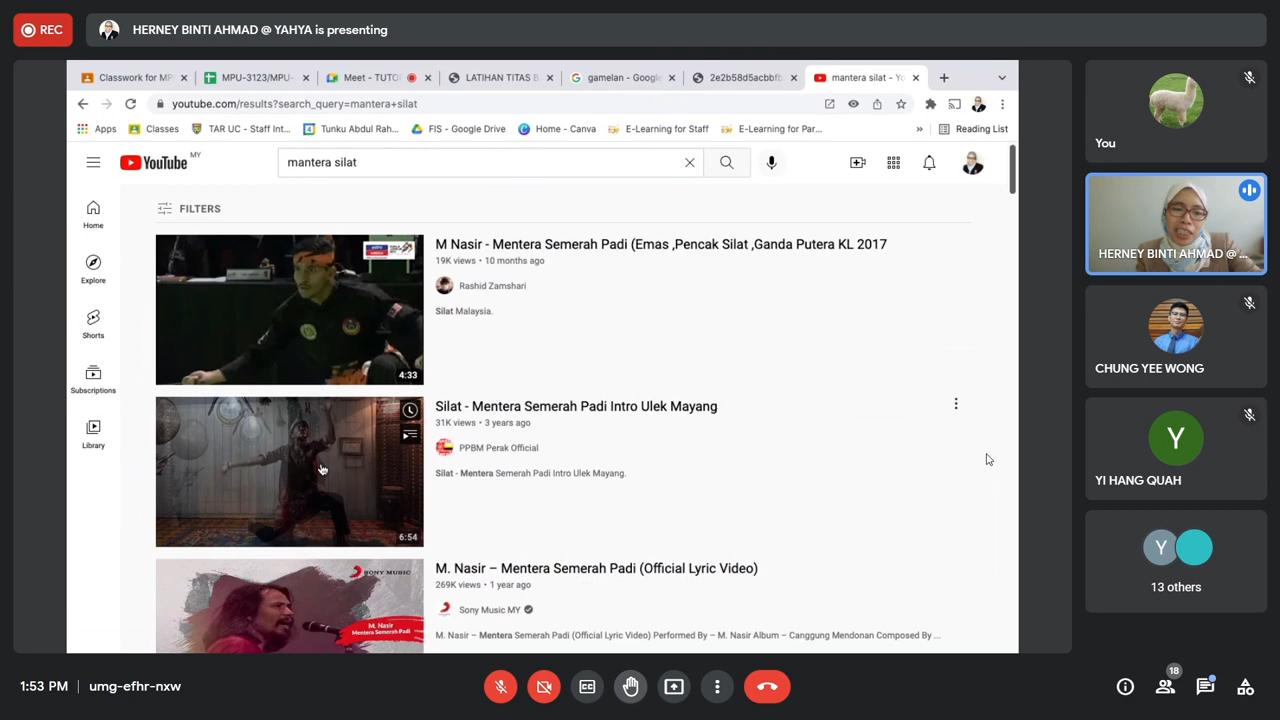 REC
HERNEY BINTI AHMAD @ YAHYA is presenting
Classwork for MP
MPU-3123/MPU-
Meet - TUTO
LATIHAN TITAS B
gamelan - Google
2e2b58d5acbbfb
mantera silat - Yo
youtube.com/results?search_query=mantera+silat
Apps
Classes
TAR UC - Staff Int...
Tunku Abdul Rah...
FIS - Google Drive
Home - Canva
E-Learning for Staff
E-Learning for Par...
»
Reading List
YouTube MY
mantera silat
FILTERS
Home
Explore
Shorts
Subscriptions
Library
M Nasir - Mentera Semerah Padi (Emas ,Pencak Silat ,Ganda Putera KL 2017
19K views • 10 months ago
Rashid Zamshari
Silat Malaysia.
4:33
Silat - Mentera Semerah Padi Intro Ulek Mayang
31K views • 3 years ago
PPBM Perak Official
Silat - Mentera Semerah Padi Intro Ulek Mayang.
6:54
M. Nasir – Mentera Semerah Padi (Official Lyric Video)
269K views • 1 year ago
Sony Music MY
M. Nasir – Mentera Semerah Padi (Official Lyric Video) Performed By – M. Nasir Album – Canggung Mendonan Composed By ...
SONY MUSIC
M. Nasir
Mentera Semerah Padi
You
HERNEY BINTI AHMAD @ ...
CHUNG YEE WONG
Y
YI HANG QUAH
Y
13 others
1:53 PM
umg-efhr-nxw
18